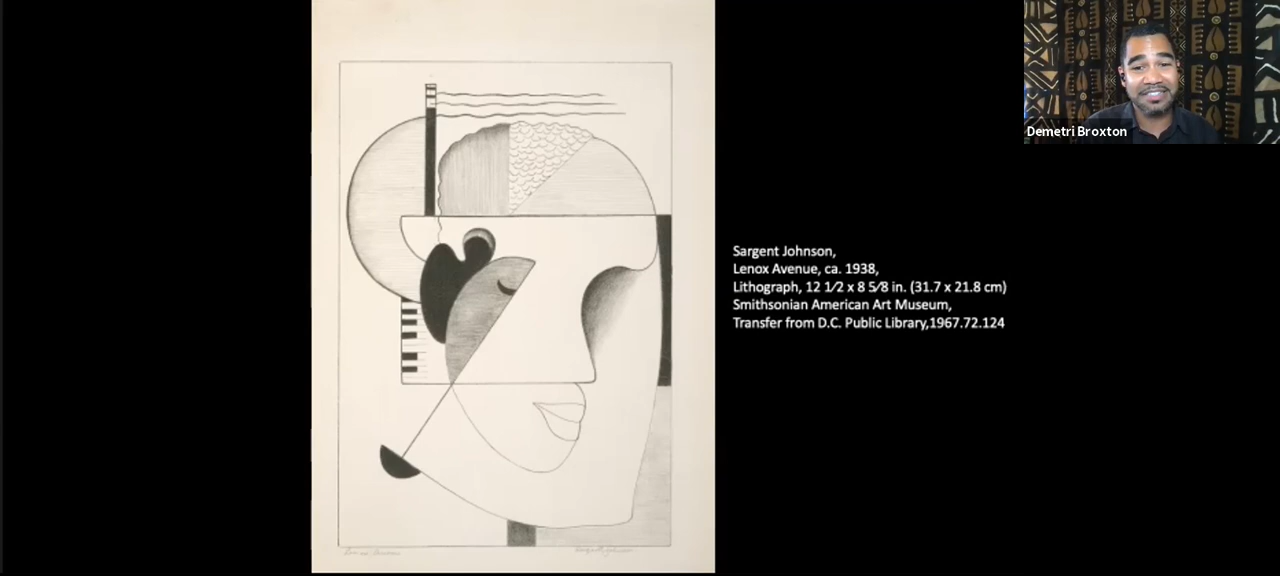 Demetri Broxton
Sargent Johnson,
Lenox Avenue, ca. 1938,
Lithograph, 12 1/2 x 8 5/8 in. (31.7 x 21.8 cm)
Smithsonian American Art Museum,
Transfer from D.C. Public Library,1967.72.124